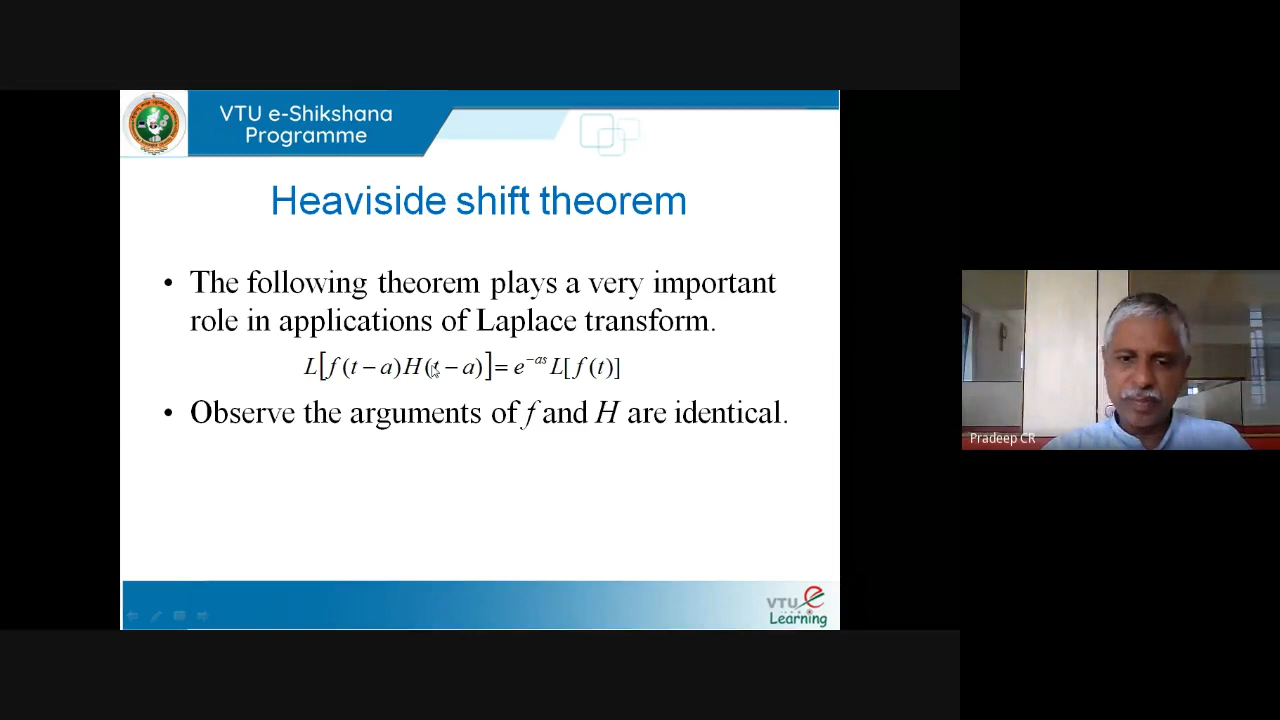 VTU e-Shikshana
Programme
Heaviside shift theorem
• The following theorem plays a very important
role in applications of Laplace transform.
L[f(t − a)H(t − a)] = e^{−as} L[f(t)]
• Observe the arguments of f and H are identical.
VTU e
Learning
Pradeep CR